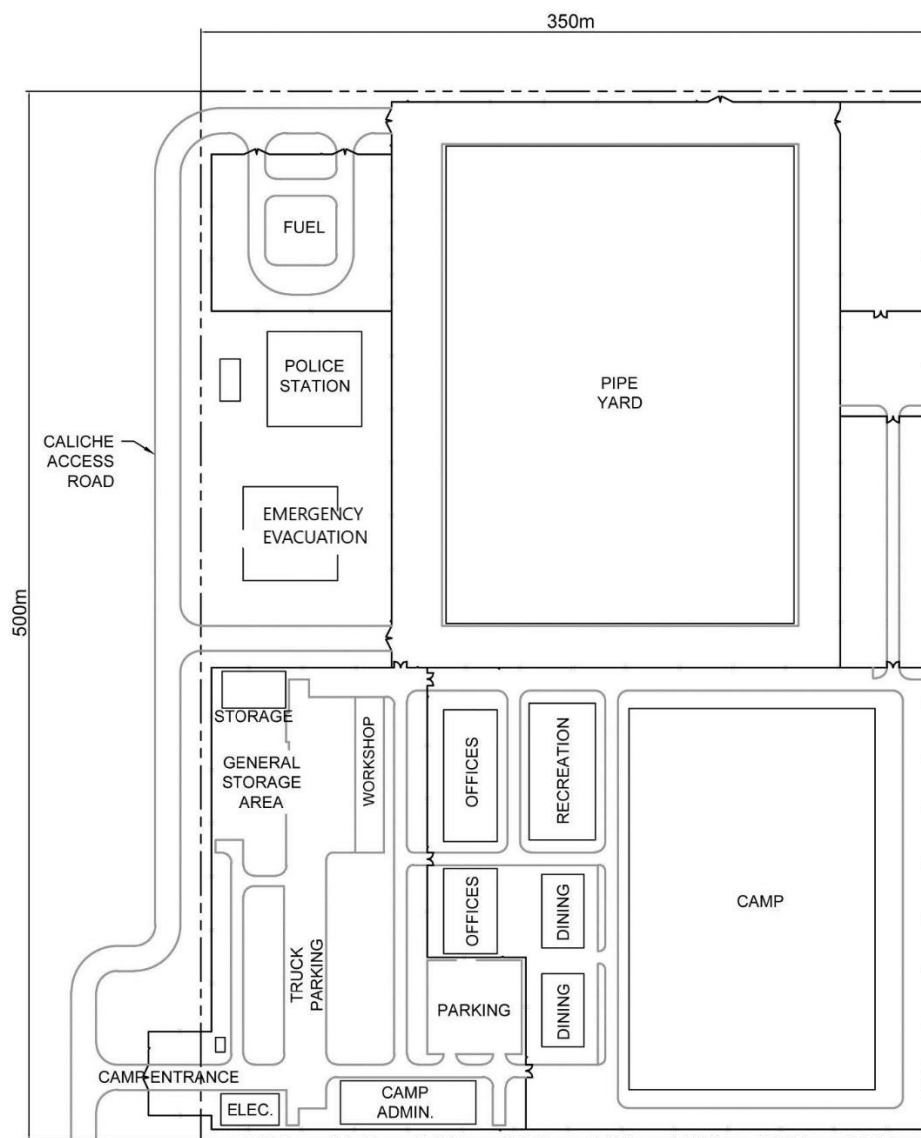 350m
FUEL
POLICE
STATION
PIPE
YARD
CALICHE
ACCESS
ROAD
EMERGENCY
EVACUATION
500m
STORAGE
GENERAL
STORAGE
AREA
WORKSHOP
OFFICES
RECREATION
OFFICES
DINING
CAMP
TRUCK
PARKING
PARKING
DINING
CAMP ENTRANCE
ELEC.
CAMP
ADMIN.